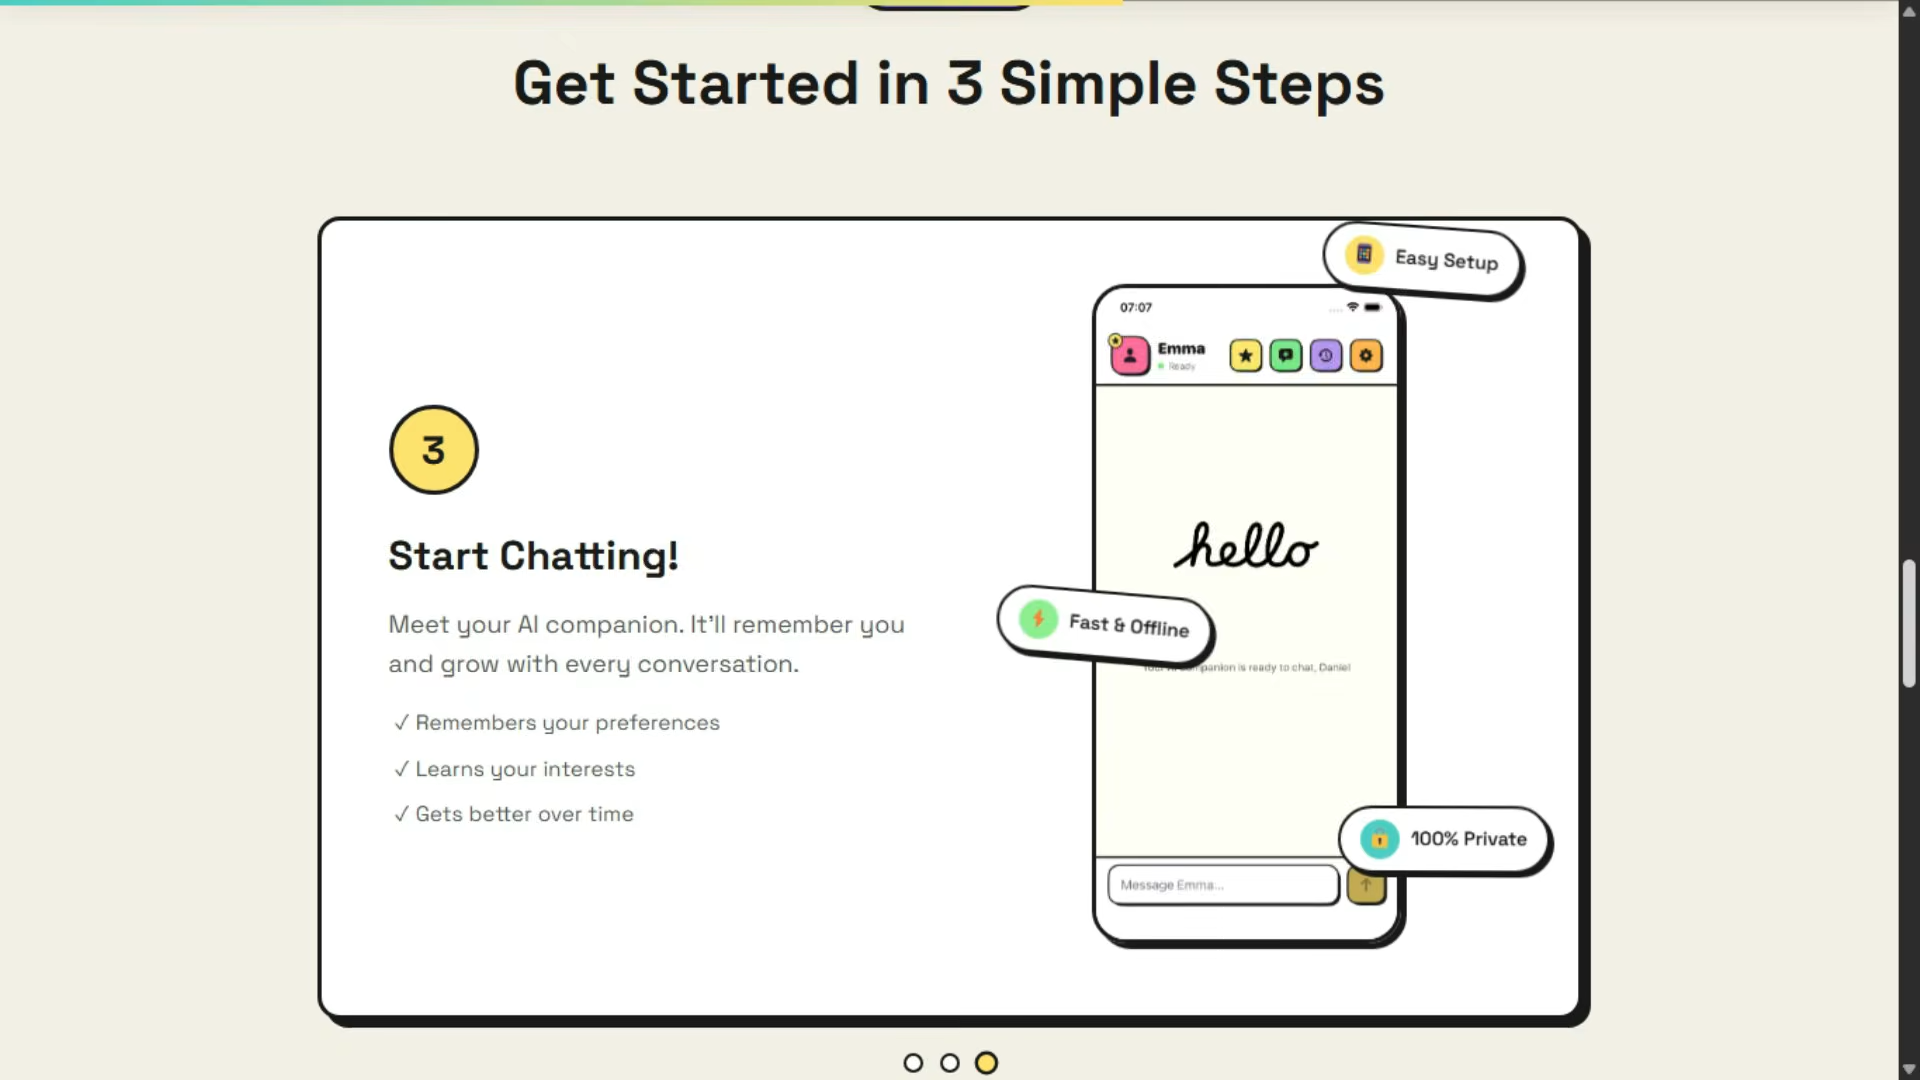 Get Started in 3 Simple Steps
Easy Setup
07:07
Emma
Ready
3
hello
Start Chatting!
Fast & Offline
Meet your AI companion. It'll remember you
and grow with every conversation.
is ready to chat, Daniel
✓ Remembers your preferences
✓ Learns your interests
✓ Gets better over time
100% Private
Message Emma...